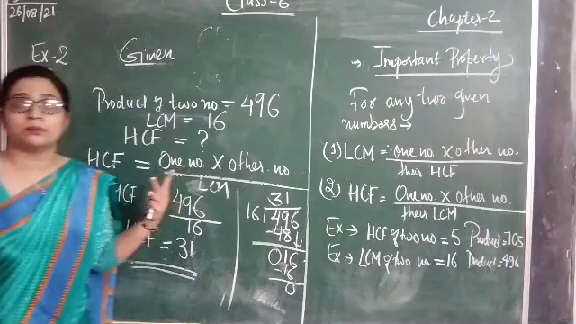 26/08/21
Class-6
Chapter-2
Ex-2
Given
Product of two no = 496
LCM = 16
HCF = ?
HCF = One no. X other. no
LCM
HCF
496
16
= 31
31
16 496
-48
016
-16
0
→ Important Property
For any two given
numbers →
(1) LCM = one no. X other no.
their HCF
(2) HCF = One no. X other no.
their LCM
Ex → HCF of two no = 5 Product = 105
Ex → LCM of two no. = 16 Product = 496